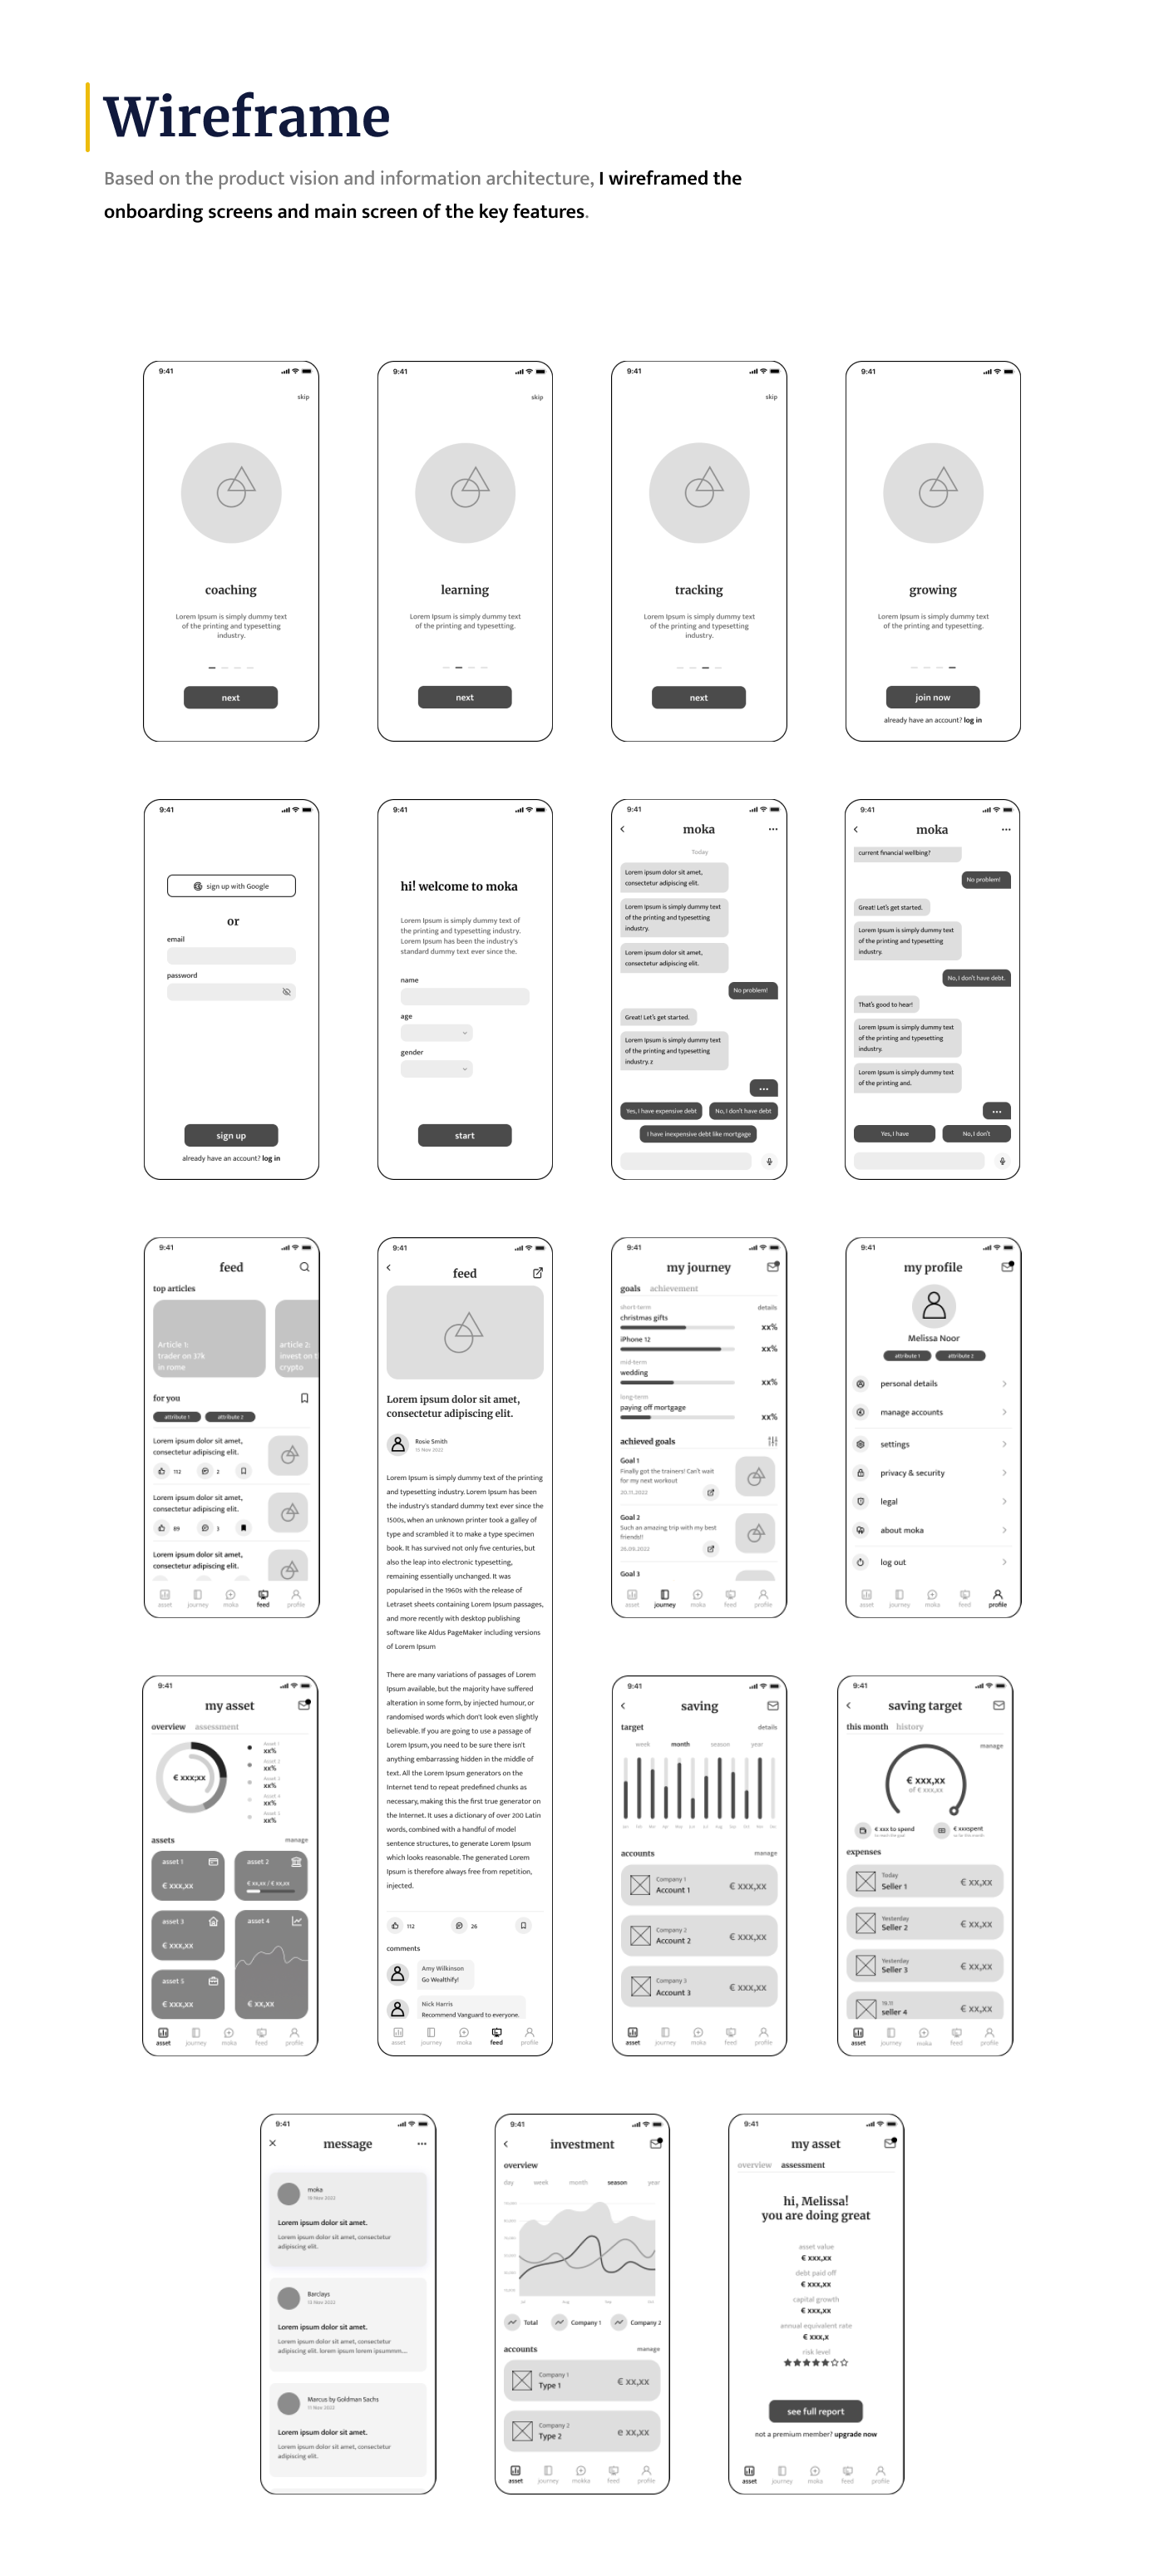 Wireframe
Based on the product vision and information architecture, I wireframed the
onboarding screens and main screen of the key features.
9:41
skip
coaching
Lorem Ipsum is simply dummy text
of the printing and typesetting
industry.
next
9:41
skip
learning
Lorem Ipsum is simply dummy text
of the printing and typesetting.
next
9:41
skip
tracking
Lorem Ipsum is simply dummy text
of the printing and typesetting
industry.
next
9:41
growing
Lorem Ipsum is simply dummy text
of the printing and typesetting.
join now
already have an account? log in
9:41
sign up with Google
or
email
password
sign up
already have an account? log in
9:41
hi! welcome to moka
Lorem Ipsum is simply dummy text of
the printing and typesetting industry.
Lorem Ipsum has been the industry's
standard dummy text ever since the.
name
age
gender
start
9:41
moka
Today
Lorem ipsum dolor sit amet,
consectetur adipiscing elit.
Lorem Ipsum is simply dummy text
of the printing and typesetting
industry.
Lorem ipsum dolor sit amet,
consectetur adipiscing elit.
No problem!
Great! Let's get started.
Lorem Ipsum is simply dummy text
of the printing and typesetting
industry.z
...
Yes, I have expensive debt
No, I don't have debt
I have inexpensive debt like mortgage
9:41
moka
current financial wellbing?
No problem!
Great! Let's get started.
Lorem Ipsum is simply dummy text
of the printing and typesetting
industry.
No, I don't have debt.
That's good to hear!
Lorem Ipsum is simply dummy text
of the printing and typesetting
industry.
Lorem Ipsum is simply dummy text
of the printing and.
...
Yes, I have
No, I don't
9:41
feed
top articles
Article 1:
trader on 37k
in rome
article 2:
invest on t
crypto
for you
attribute 1
attribute 2
Lorem ipsum dolor sit amet,
consectetur adipiscing elit.
112
2
Lorem ipsum dolor sit amet,
consectetur adipiscing elit.
89
3
Lorem ipsum dolor sit amet,
consectetur adipiscing elit.
asset
journey
moka
feed
profile
9:41
feed
Lorem ipsum dolor sit amet,
consectetur adipiscing elit.
Rosie Smith
15 Nov 2022
Lorem Ipsum is simply dummy text of the printing
and typesetting industry. Lorem Ipsum has been
the industry's standard dummy text ever since the
1500s, when an unknown printer took a galley of
type and scrambled it to make a type specimen
book. It has survived not only five centuries, but
also the leap into electronic typesetting,
remaining essentially unchanged. It was
popularised in the 1960s with the release of
Letraset sheets containing Lorem Ipsum passages,
and more recently with desktop publishing
software like Aldus PageMaker including versions
of Lorem Ipsum
There are many variations of passages of Lorem
Ipsum available, but the majority have suffered
alteration in some form, by injected humour, or
randomised words which don't look even slightly
believable. If you are going to use a passage of
Lorem Ipsum, you need to be sure there isn't
anything embarrassing hidden in the middle of
text. All the Lorem Ipsum generators on the
Internet tend to repeat predefined chunks as
necessary, making this the first true generator on
the Internet. It uses a dictionary of over 200 Latin
words, combined with a handful of model
sentence structures, to generate Lorem Ipsum
which looks reasonable. The generated Lorem
Ipsum is therefore always free from repetition,
injected.
112
26
comments
Amy Wilkinson
Go Wealthify!
Nick Harris
Recommend Vanguard to everyone.
asset
journey
moka
feed
profile
9:41
my journey
goals
achievement
short-term
details
christmas gifts
xx%
iPhone 12
xx%
mid-term
wedding
xx%
long-term
paying off mortgage
xx%
achieved goals
Goal 1
Finally got the trainers! Can't wait
for my next workout
20.11.2022
Goal 2
Such an amazing trip with my best
friends!!
26.09.2022
Goal 3
asset
journey
moka
feed
profile
9:41
my profile
Melissa Noor
attribute 1
attribute 2
personal details
manage accounts
settings
privacy & security
legal
about moka
log out
asset
journey
moka
feed
profile
9:41
my asset
overview
assessment
€ xxx;xx
Asset 1
xx%
Asset 2
xx%
xx%
Asset 4
xx%
xx%
assets
manage
asset 1
€ xxx,xx
asset 2
€ xx,xx / € xx,xx
asset 3
€ xxx,xx
asset 4
€ xx,xx
asset 5
€ xxx,xx
asset
journey
moka
feed
profile
9:41
saving
target
details
week
month
season
year
accounts
manage
Company 1
Account 1
€ xxx,xx
Company 2
Account 2
€ xxx,xx
Company 3
Account 3
€ xxx,xx
asset
journey
moka
feed
profile
9:41
saving target
this month
history
manage
€ xxx,xx
of € xxx,xx
€ xxx to spend
to reach the goal
€ xxxspent
so far this month
expenses
Today
Seller 1
€ xx,xx
Yesterday
Seller 2
€ xx,xx
Yesterday
Seller 3
€ xx,xx
19.11
seller 4
€ xx,xx
asset
journey
moka
feed
profile
9:41
message
moka
16 Nov 2022
Lorem ipsum dolor sit amet.
Lorem ipsum dolor sit amet, consectetur
adipiscing elit.
Barclays
13 Nov 2022
Lorem ipsum dolor sit amet.
Lorem ipsum dolor sit amet, consectetur
adipiscing elit. lorem ipsum lorem ipsummm...
Marcus by Goldman Sachs
11 Nov 2022
Lorem ipsum dolor sit amet.
Lorem ipsum dolor sit amet, consectetur
adipiscing elit.
9:41
investment
overview
day
week
month
season
year
Total
Company 1
Company 2
accounts
manage
Company 1
Type 1
€ xx,xx
Company 2
Type 2
e xx,xx
asset
journey
mokka
feed
profile
9:41
my asset
overview
assessment
hi, Melissa!
you are doing great
asset value
€ xxx,xx
debt paid off
€ xxx,xx
capital growth
€ xxx,xx
annual equivalent rate
€ xxx,x
risk level
see full report
not a premium member? upgrade now
asset
journey
moka
feed
profile